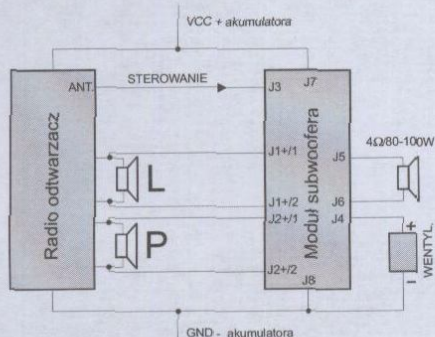 VCC + akumulatora
ANT.
STEROWANIE
J3
J7
Radio odtwarzacz
Moduł subwoofera
J1+/1
L
J1+/2
J2+/1
P
J2+/2
J5
4Ω/80-100W
J6
J4
+
WENTYL.
−
J8
GND - akumulatora